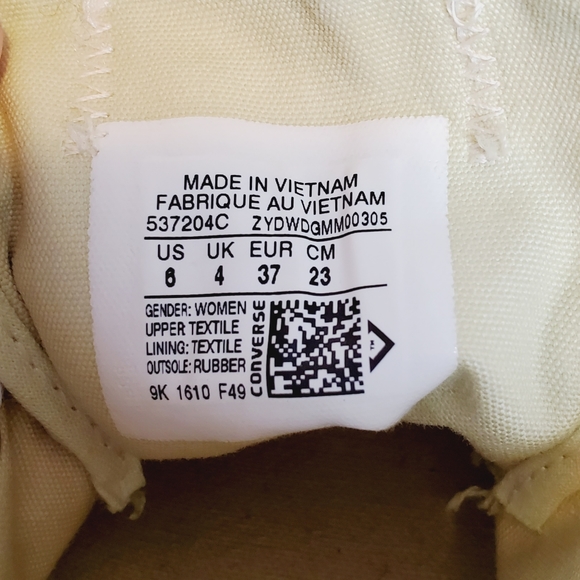 MADE IN VIETNAM
FABRIQUE AU VIETNAM
537204C ZYDWDGMM00305
US UK EUR CM
6 4 37 23
GENDER: WOMEN
UPPER TEXTILE
LINING: TEXTILE
OUTSOLE: RUBBER
9K 1610 F49
CONVERSE